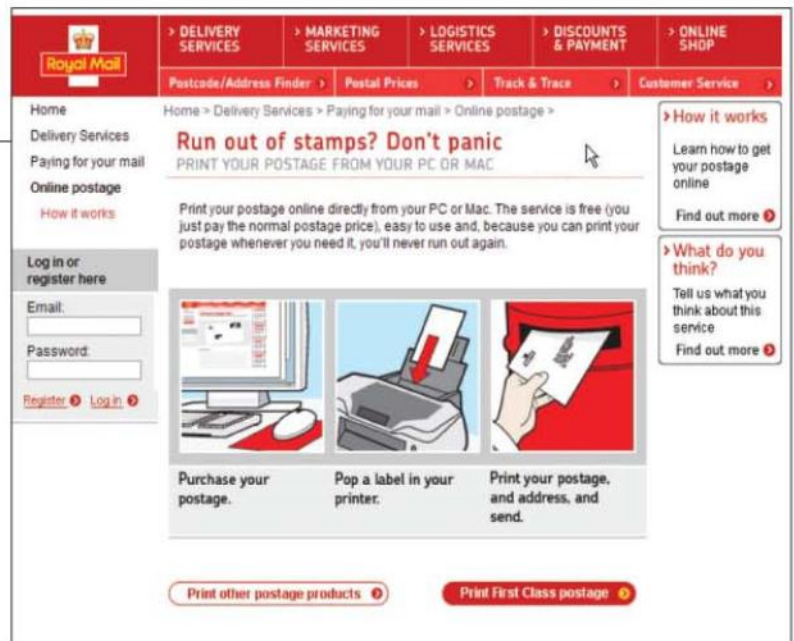 Royal Mail
> DELIVERY SERVICES
> MARKETING SERVICES
> LOGISTICS SERVICES
> DISCOUNTS & PAYMENT
> ONLINE SHOP
Postcode/Address Finder
Postal Prices
Track & Trace
Customer Service
Home
Delivery Services
Paying for your mail
Online postage
How it works
Log in or
register here
Email:
Password:
Register
Log in
Home > Delivery Services > Paying for your mail > Online postage >
Run out of stamps? Don't panic
PRINT YOUR POSTAGE FROM YOUR PC OR MAC
Print your postage online directly from your PC or Mac. The service is free (you
just pay the normal postage price), easy to use and, because you can print your
postage whenever you need it, you'll never run out again.
Purchase your
postage.
Pop a label in your
printer.
Print your postage,
and address, and
send.
Print other postage products
Print First Class postage
> How it works
Learn how to get
your postage
online
Find out more
> What do you
think?
Tell us what you
think about this
service
Find out more